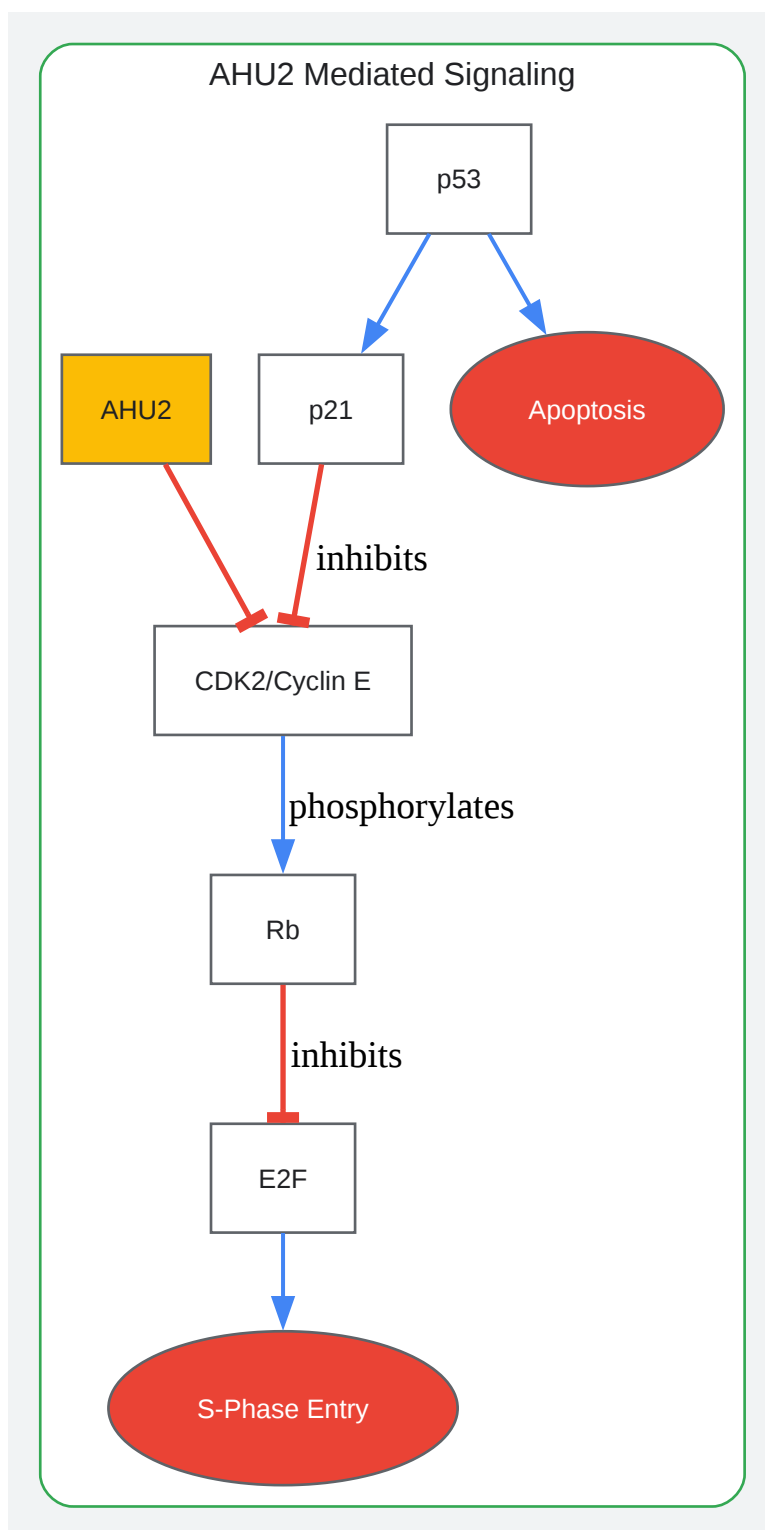 AHU2 Mediated Signaling
p53
AHU2
p21
Apoptosis
inhibits
CDK2/Cyclin E
phosphorylates
Rb
inhibits
E2F
S-Phase Entry